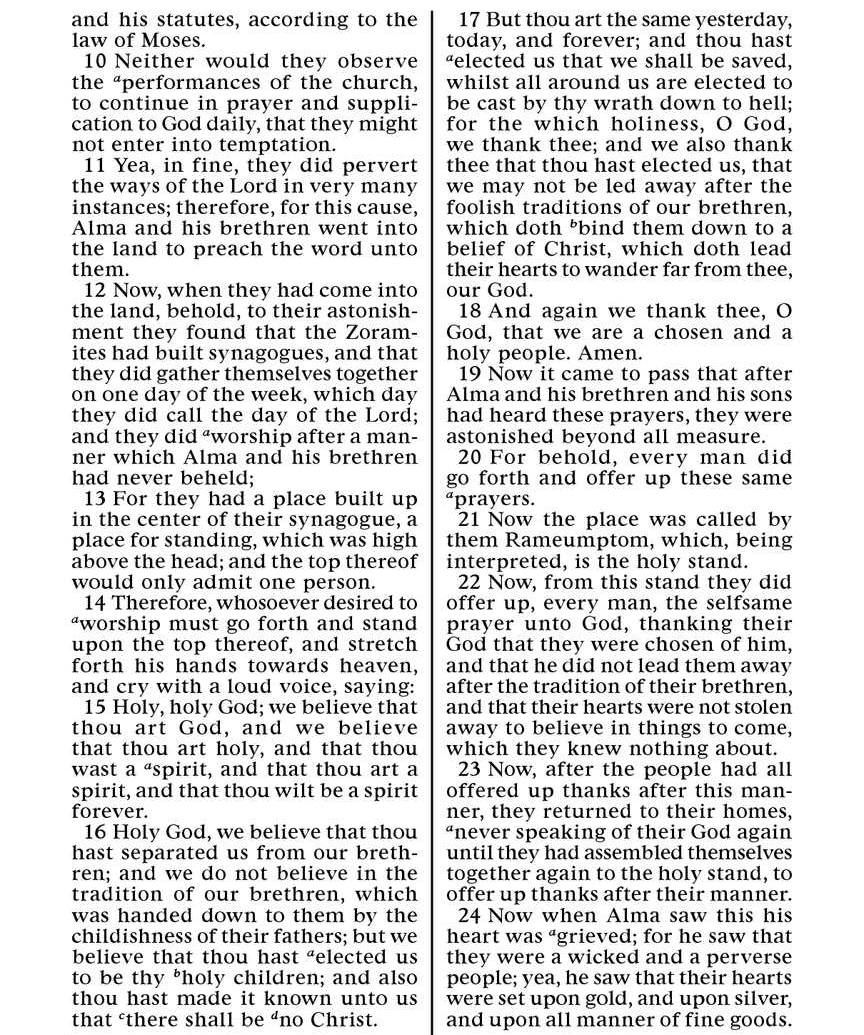 and his statutes, according to the
law of Moses.
10 Neither would they observe
the ᵃperformances of the church,
to continue in prayer and suppli-
cation to God daily, that they might
not enter into temptation.
11 Yea, in fine, they did pervert
the ways of the Lord in very many
instances; therefore, for this cause,
Alma and his brethren went into
the land to preach the word unto
them.
12 Now, when they had come into
the land, behold, to their astonish-
ment they found that the Zoram-
ites had built synagogues, and that
they did gather themselves together
on one day of the week, which day
they did call the day of the Lord;
and they did ᵃworship after a man-
ner which Alma and his brethren
had never beheld;
13 For they had a place built up
in the center of their synagogue, a
place for standing, which was high
above the head; and the top thereof
would only admit one person.
14 Therefore, whosoever desired to
ᵃworship must go forth and stand
upon the top thereof, and stretch
forth his hands towards heaven,
and cry with a loud voice, saying:
15 Holy, holy God; we believe that
thou art God, and we believe
that thou art holy, and that thou
wast a ᵃspirit, and that thou art a
spirit, and that thou wilt be a spirit
forever.
16 Holy God, we believe that thou
hast separated us from our breth-
ren; and we do not believe in the
tradition of our brethren, which
was handed down to them by the
childishness of their fathers; but we
believe that thou hast ᵃelected us
to be thy ᵇholy children; and also
thou hast made it known unto us
that ᶜthere shall be ᵈno Christ.
17 But thou art the same yesterday,
today, and forever; and thou hast
ᵃelected us that we shall be saved,
whilst all around us are elected to
be cast by thy wrath down to hell;
for the which holiness, O God,
we thank thee; and we also thank
thee that thou hast elected us, that
we may not be led away after the
foolish traditions of our brethren,
which doth ᵇbind them down to a
belief of Christ, which doth lead
their hearts to wander far from thee,
our God.
18 And again we thank thee, O
God, that we are a chosen and a
holy people. Amen.
19 Now it came to pass that after
Alma and his brethren and his sons
had heard these prayers, they were
astonished beyond all measure.
20 For behold, every man did
go forth and offer up these same
ᵃprayers.
21 Now the place was called by
them Rameumptom, which, being
interpreted, is the holy stand.
22 Now, from this stand they did
offer up, every man, the selfsame
prayer unto God, thanking their
God that they were chosen of him,
and that he did not lead them away
after the tradition of their brethren,
and that their hearts were not stolen
away to believe in things to come,
which they knew nothing about.
23 Now, after the people had all
offered up thanks after this man-
ner, they returned to their homes,
ᵃnever speaking of their God again
until they had assembled themselves
together again to the holy stand, to
offer up thanks after their manner.
24 Now when Alma saw this his
heart was ᵃgrieved; for he saw that
they were a wicked and a perverse
people; yea, he saw that their hearts
were set upon gold, and upon silver,
and upon all manner of fine goods.